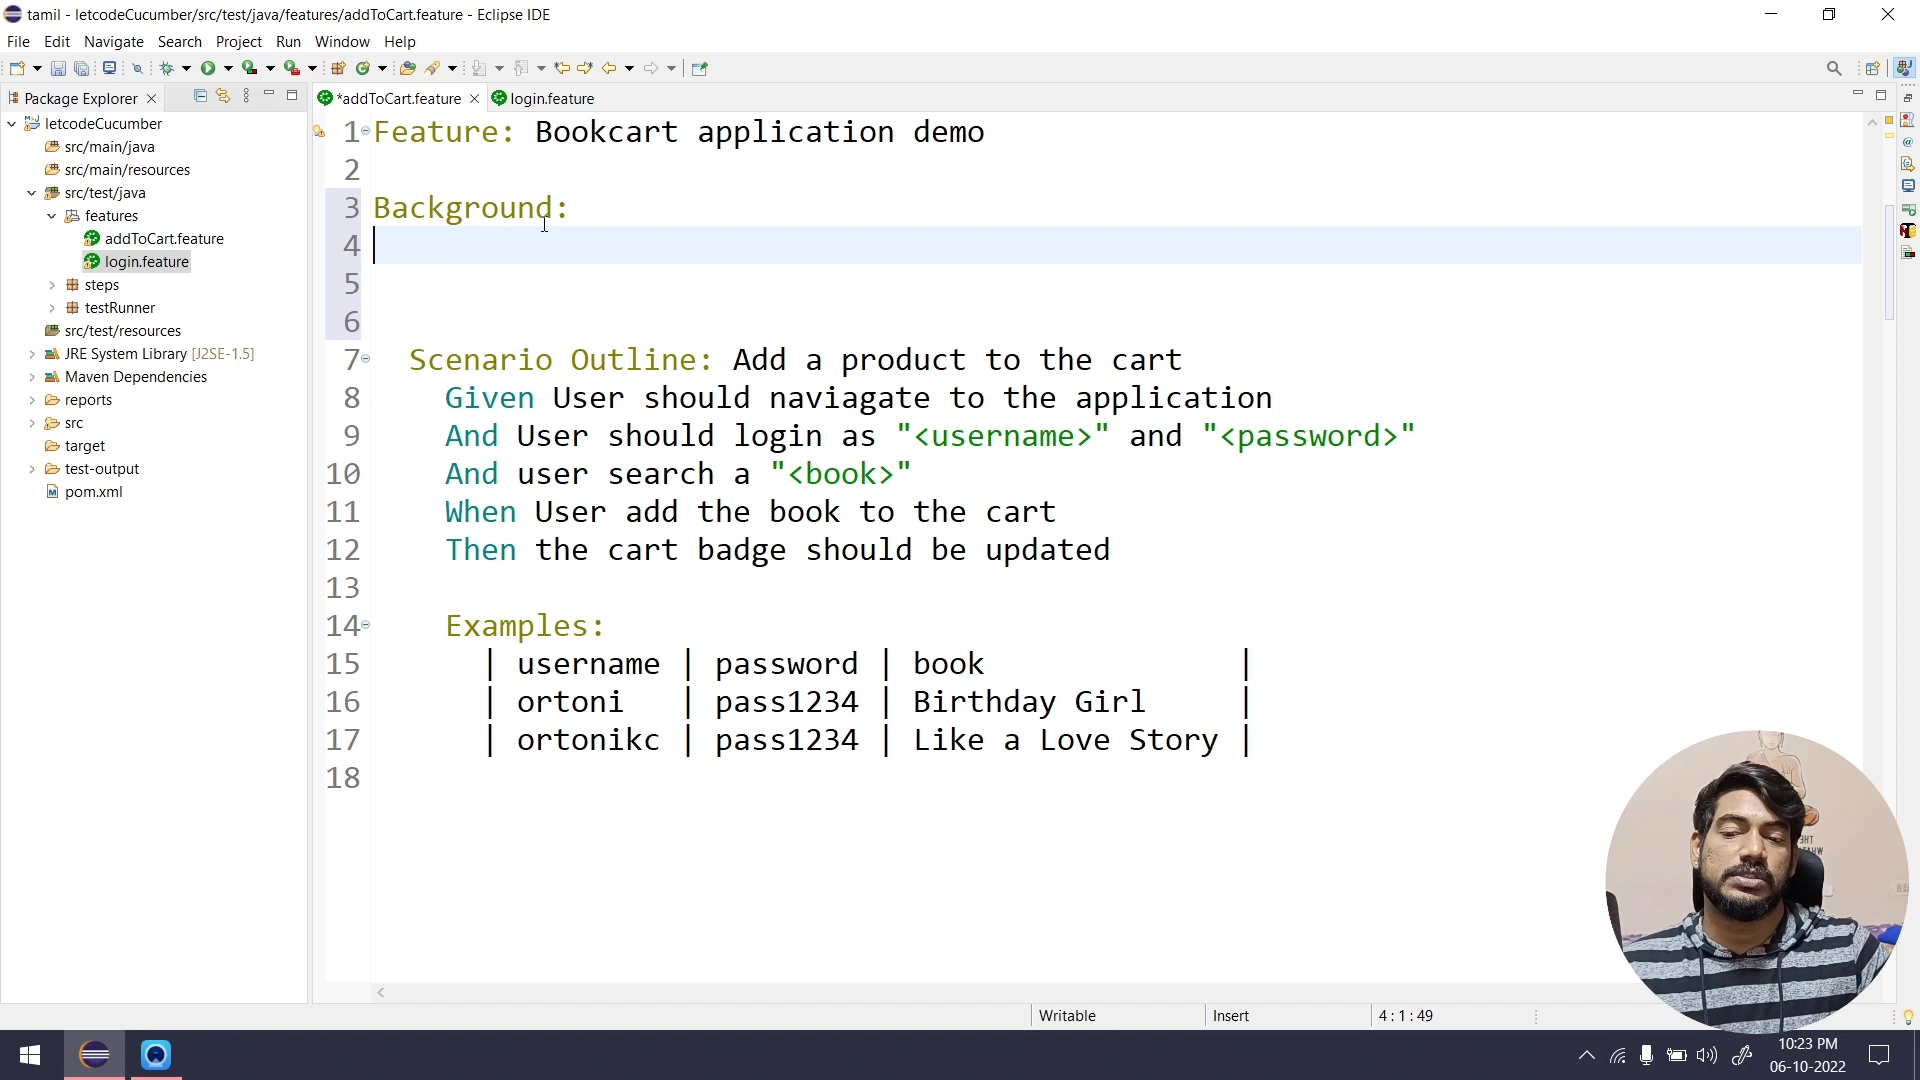 tamil - letcodeCucumber/src/test/java/features/addToCart.feature - Eclipse IDE
File Edit Navigate Search Project Run Window Help
Package Explorer
*addToCart.feature
login.feature
letcodeCucumber
src/main/java
src/main/resources
src/test/java
features
addToCart.feature
login.feature
steps
testRunner
src/test/resources
JRE System Library [J2SE-1.5]
Maven Dependencies
reports
src
target
test-output
pom.xml
1 Feature: Bookcart application demo
2
3 Background:
4
5
6
7 Scenario Outline: Add a product to the cart
8 Given User should naviagate to the application
9 And User should login as "<username>" and "<password>"
10 And user search a "<book>"
11 When User add the book to the cart
12 Then the cart badge should be updated
13
14 Examples:
15 | username | password | book |
16 | ortoni | pass1234 | Birthday Girl |
17 | ortonikc | pass1234 | Like a Love Story |
18
Writable Insert 4 : 1 : 49
10:23 PM
06-10-2022